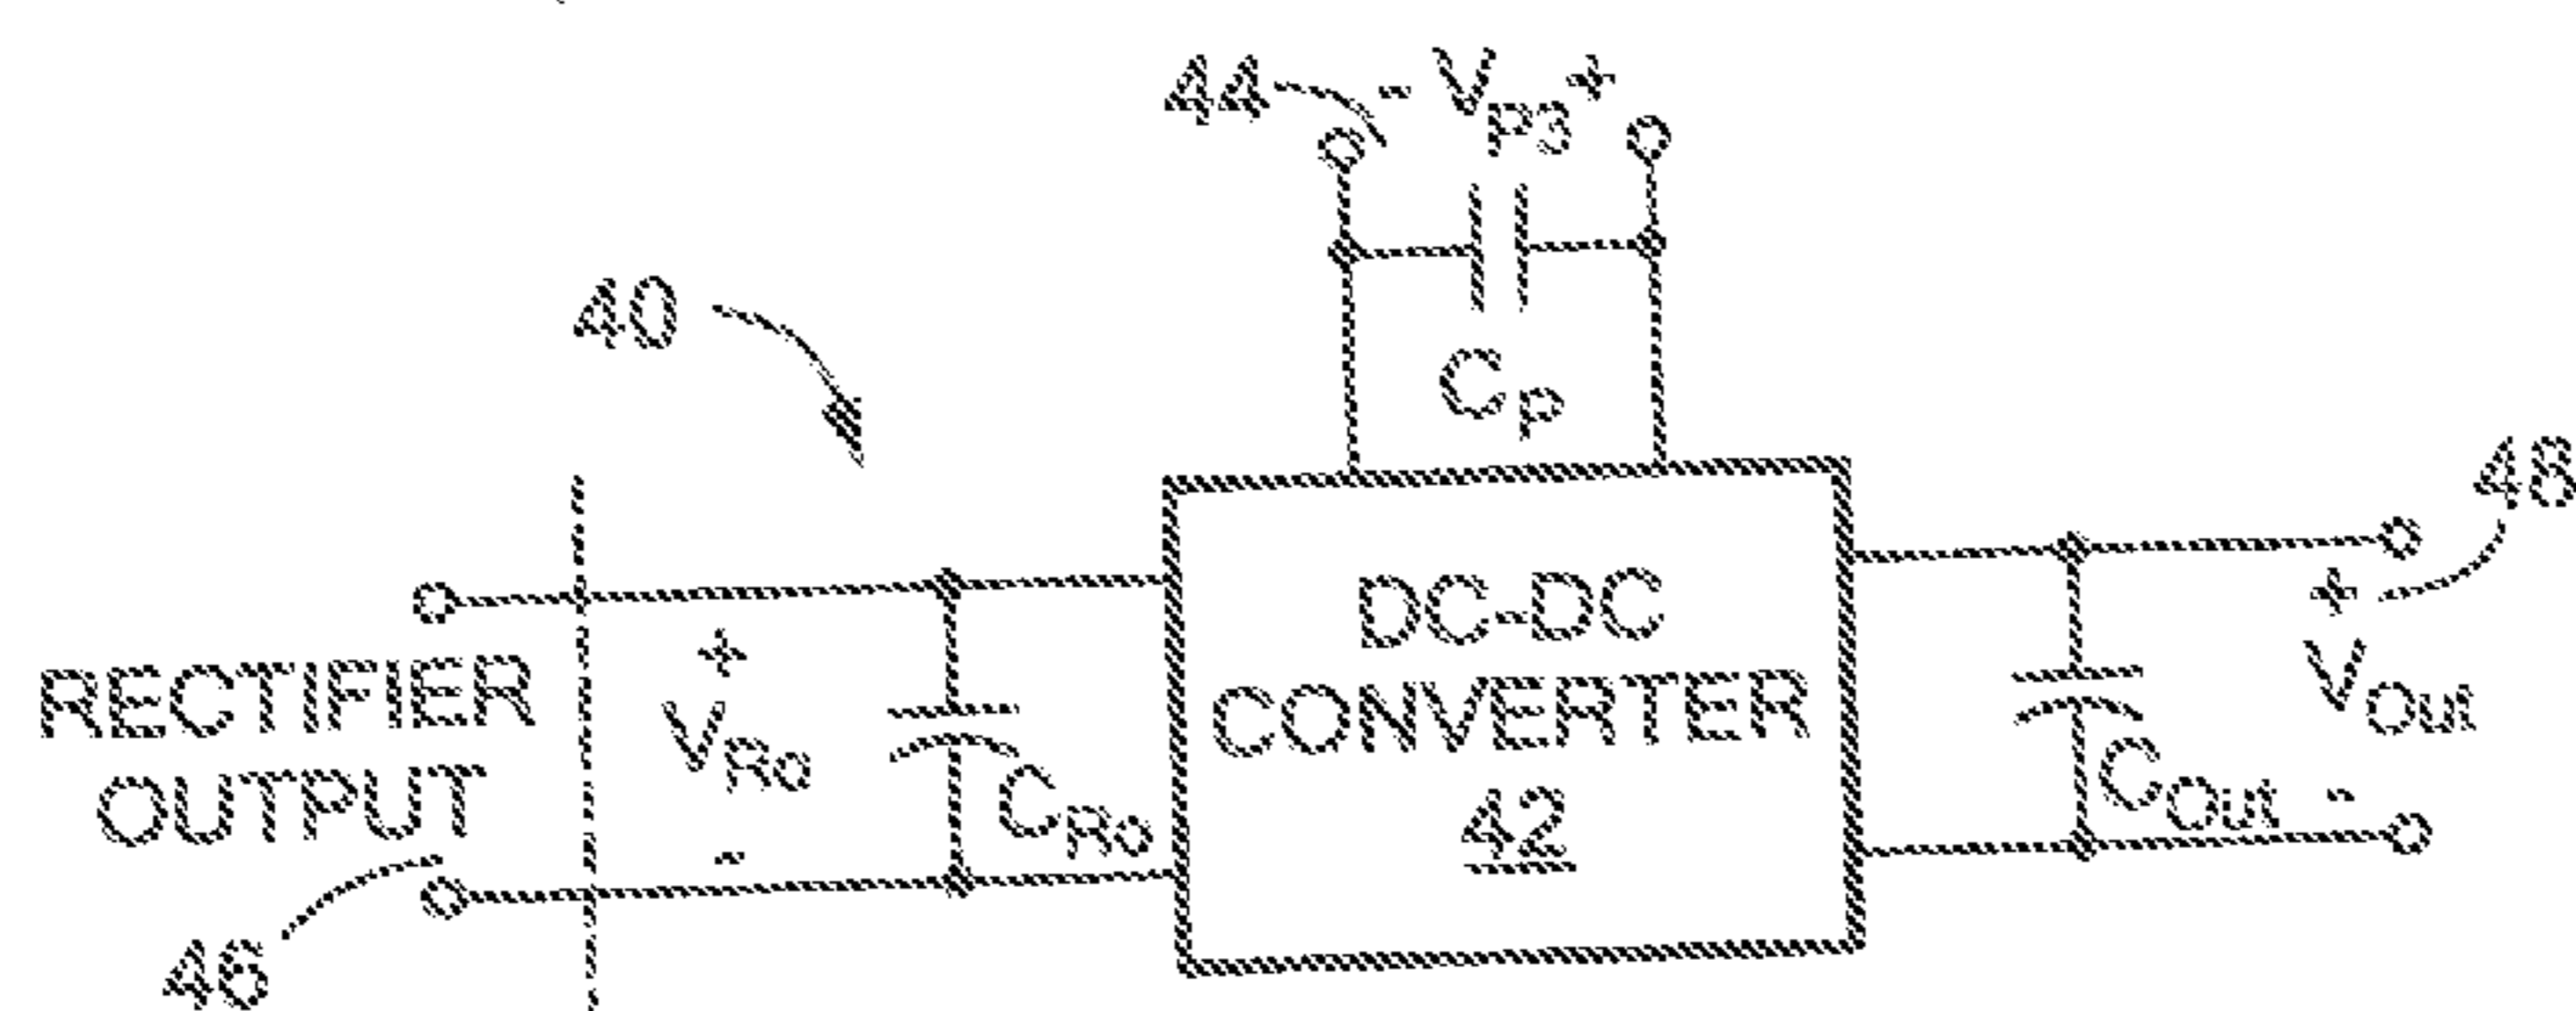 44
- VP3 +
40
CP
48
DC-DC
CONVERTER
42
+
VRo
-
CRo
RECTIFIER
OUTPUT
46
+
VOut
-
COut